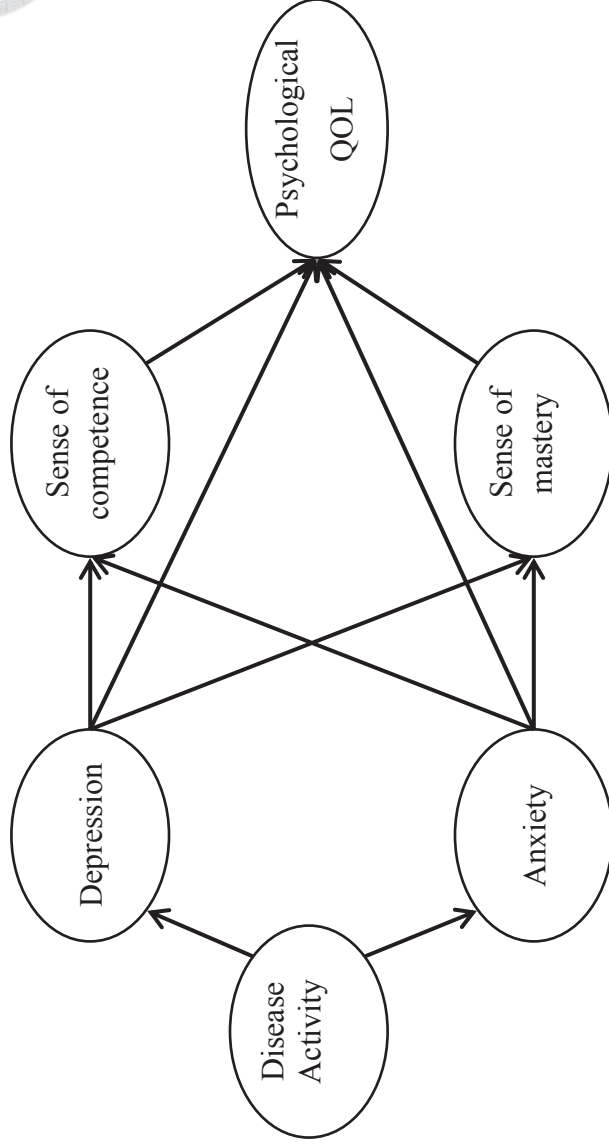 Disease
Activity
Depression
Anxiety
Sense of
competence
Sense of
mastery
Psychological
QOL